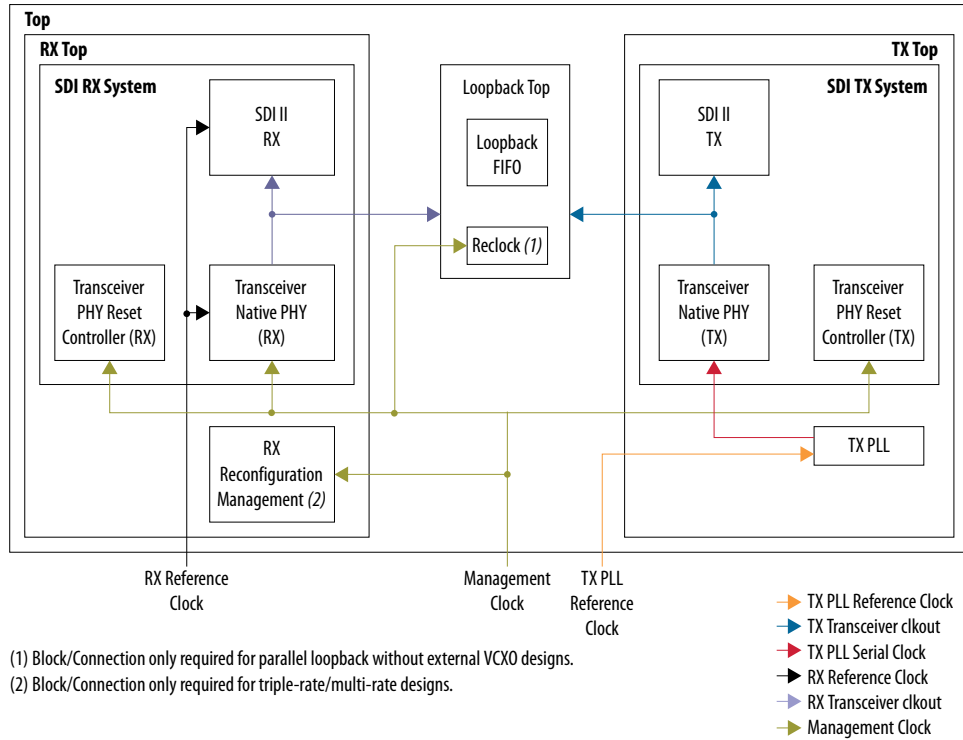 Top
RX Top
SDI RX System
SDI II
RX
Transceiver
PHY Reset
Controller (RX)
Transceiver
Native PHY
(RX)
RX
Reconfiguration
Management (2)
Loopback Top
Loopback
FIFO
Reclock (1)
TX Top
SDI TX System
SDI II
TX
Transceiver
Native PHY
(TX)
Transceiver
PHY Reset
Controller (TX)
TX PLL
RX Reference
Clock
Management
Clock
TX PLL
Reference
Clock
(1) Block/Connection only required for parallel loopback without external VCXO designs.
(2) Block/Connection only required for triple-rate/multi-rate designs.
TX PLL Reference Clock
TX Transceiver clkout
TX PLL Serial Clock
RX Reference Clock
RX Transceiver clkout
Management Clock